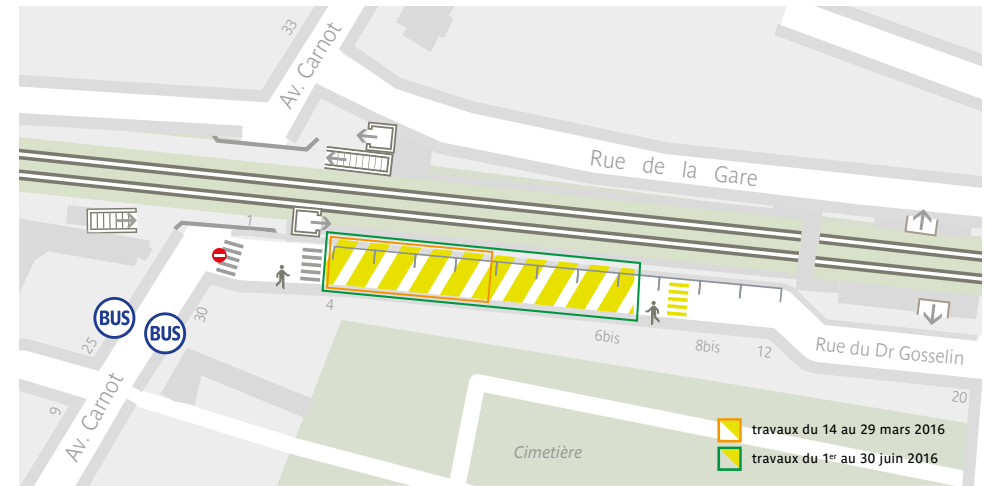 33
Av. Carnot
Rue de la Gare
1
4
30
BUS
BUS
25
6bis
8bis
12
Rue du Dr Gosselin
20
9
Av. Carnot
Cimetière
travaux du 14 au 29 mars 2016
travaux du 1er au 30 juin 2016